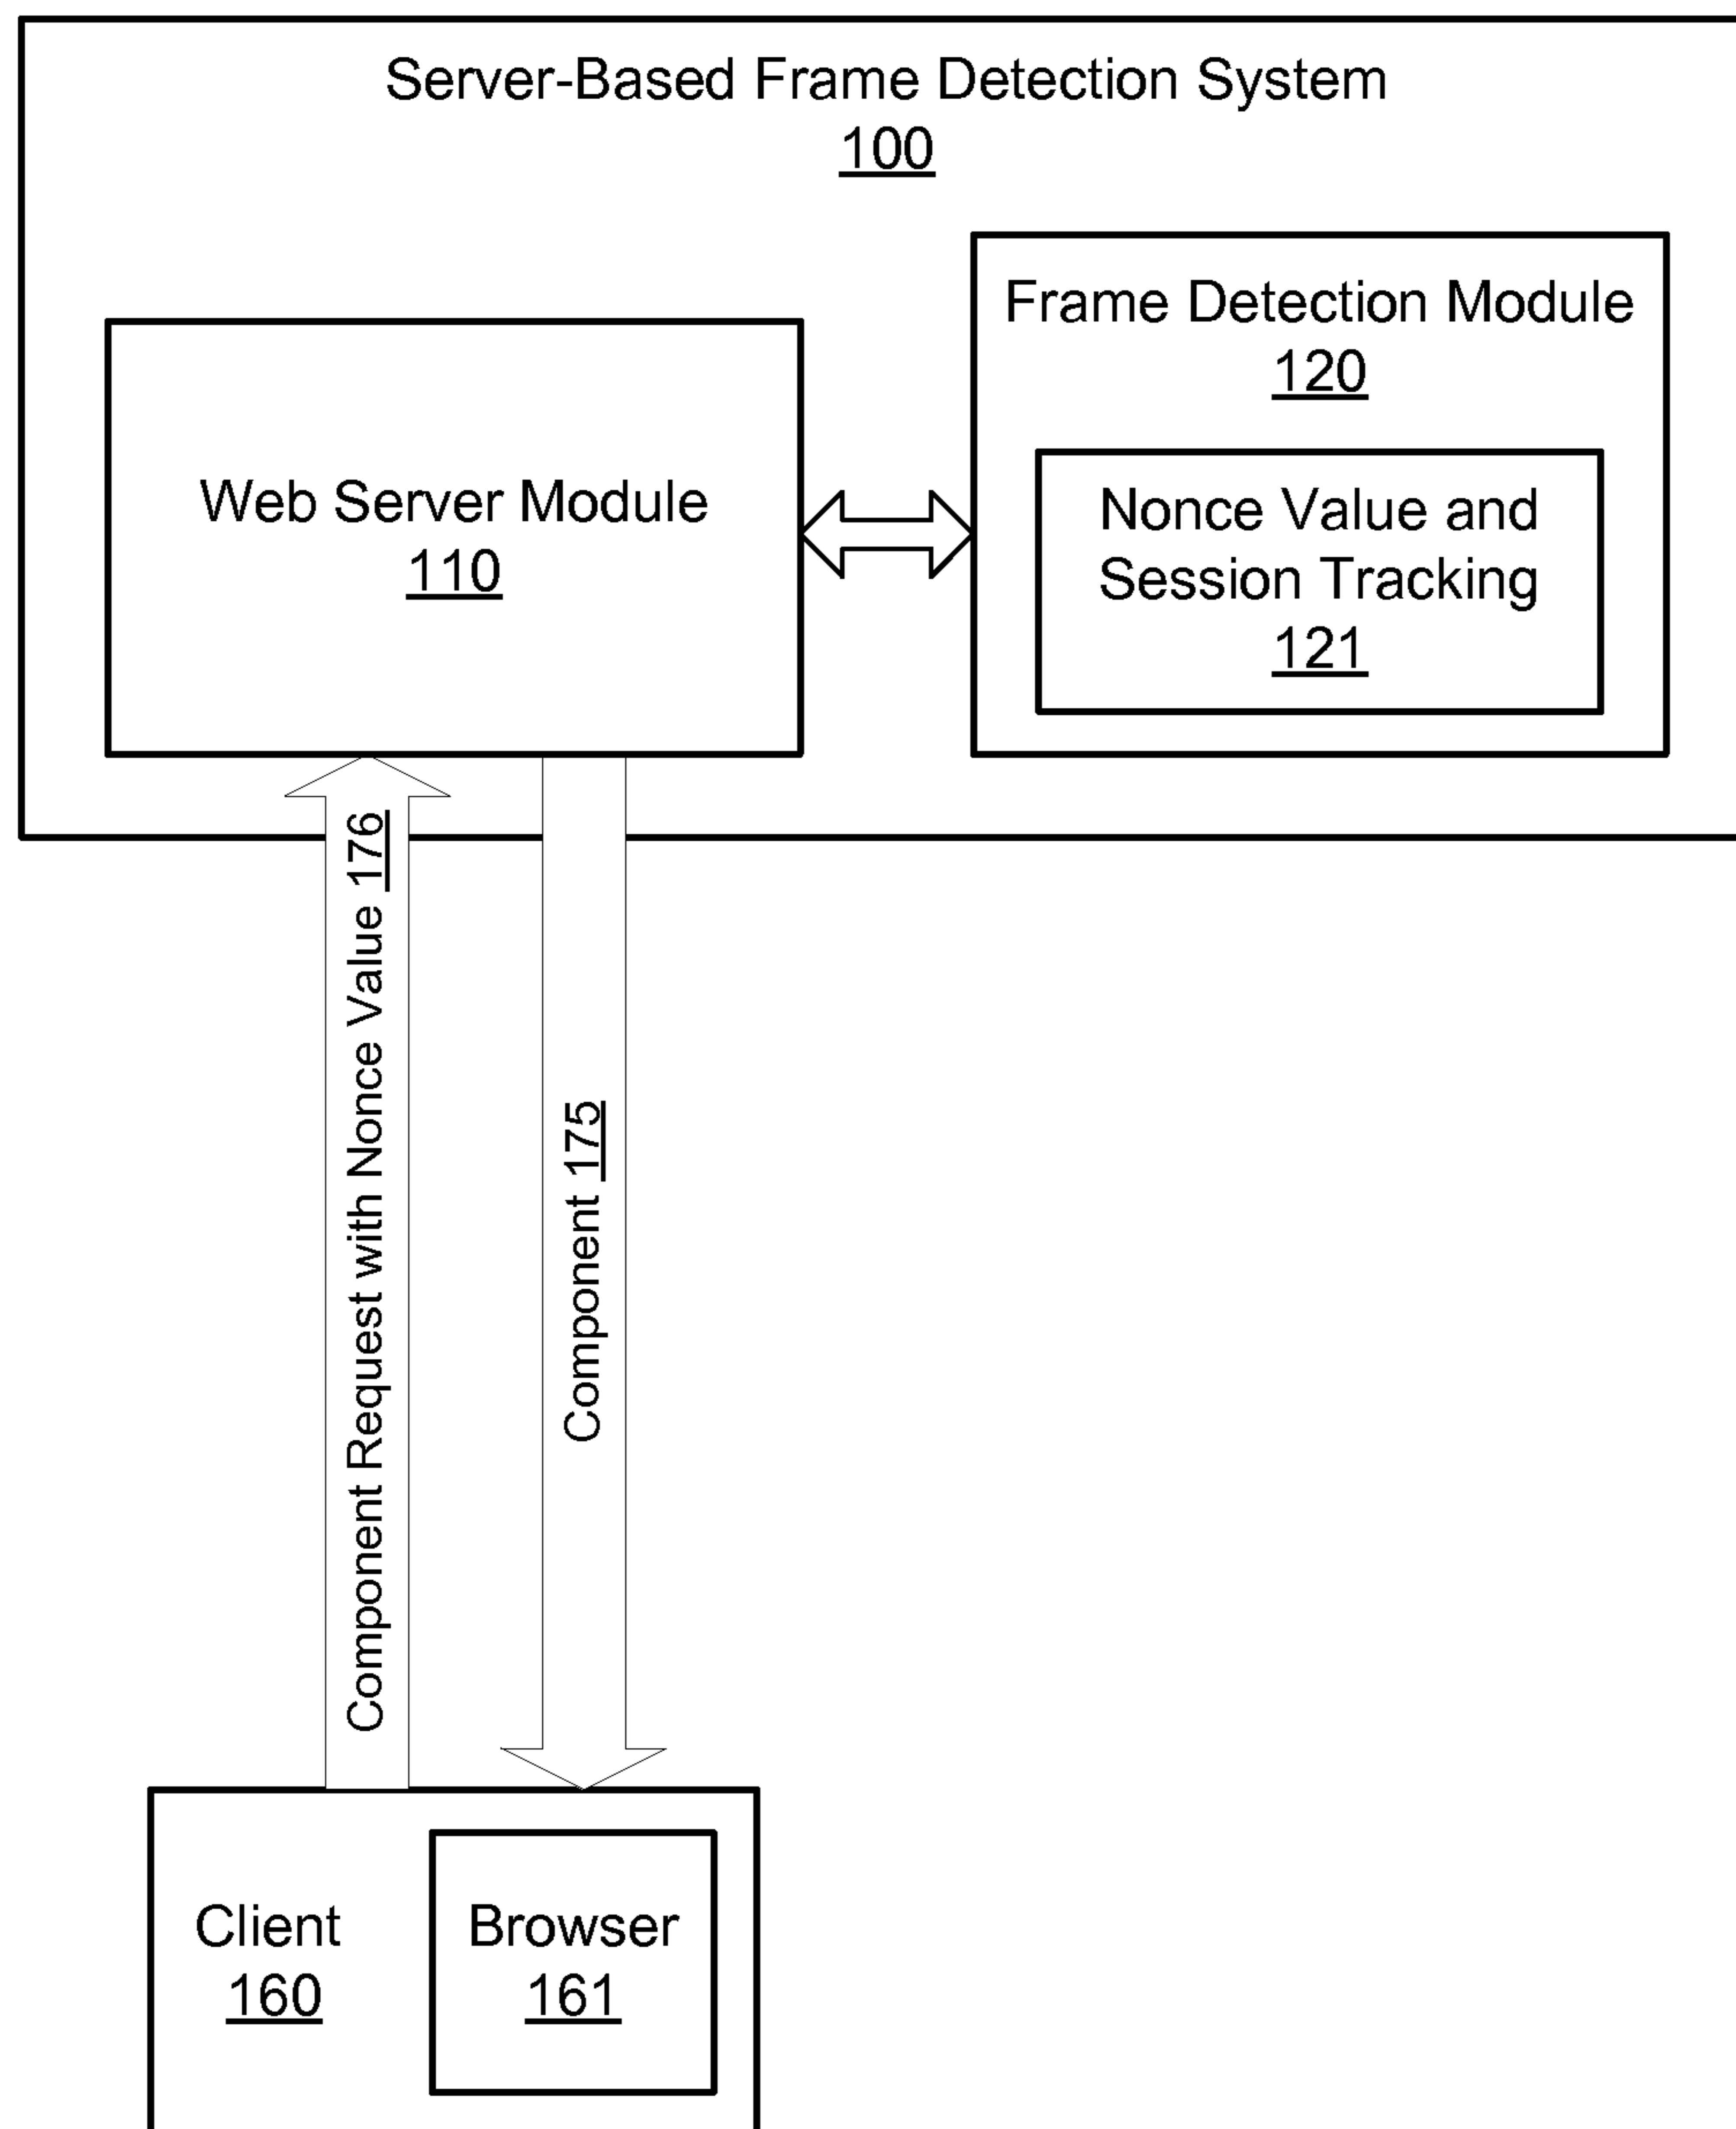 Server-Based Frame Detection System
100
Frame Detection Module
120
Web Server Module
110
Nonce Value and
Session Tracking
121
Component Request with Nonce Value 176
Component 175
Client
160
Browser
161